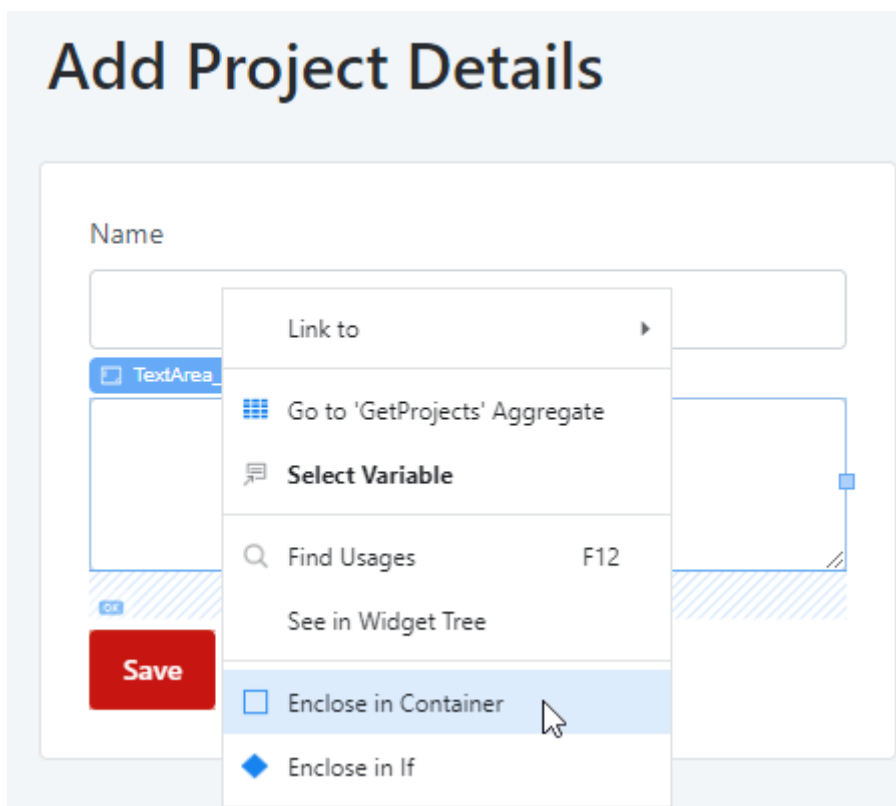 Add Project Details
Name
Link to
TextArea_
Go to 'GetProjects' Aggregate
Select Variable
Find Usages F12
OK
See in Widget Tree
Save
Enclose in Container
Enclose in If